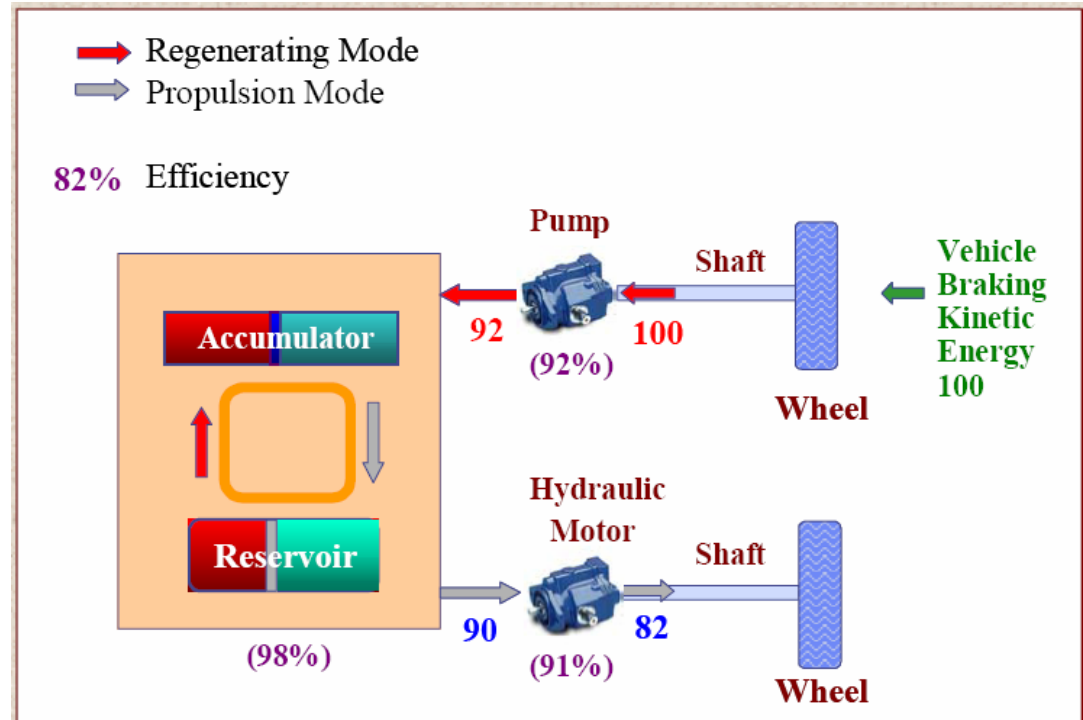 Regenerating Mode
Propulsion Mode
82% Efficiency
Pump
Shaft
Vehicle
Braking
Kinetic
Energy
100
92
100
(92%)
Wheel
Accumulator
Reservoir
(98%)
Hydraulic
Motor
Shaft
90
82
(91%)
Wheel